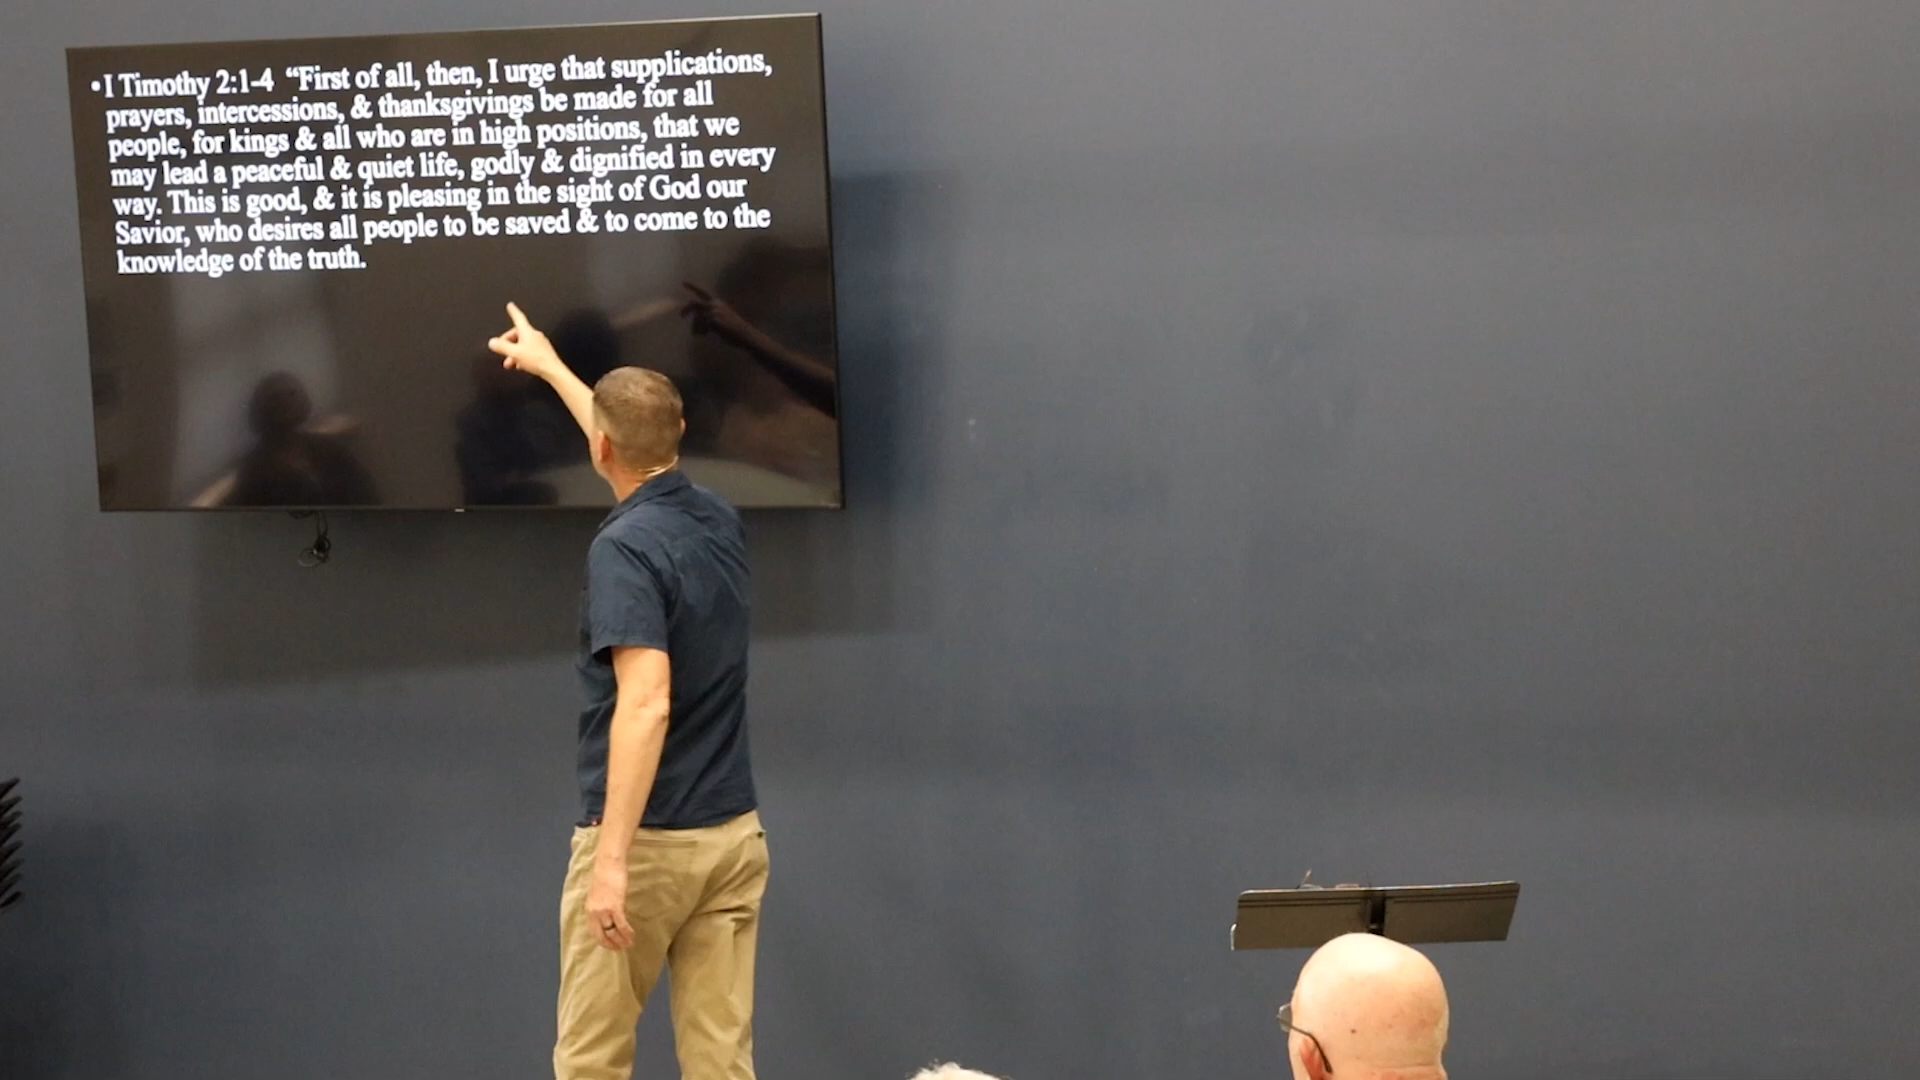 •I Timothy 2:1-4 “First of all, then, I urge that supplications,
prayers, intercessions, & thanksgivings be made for all
people, for kings & all who are in high positions, that we
may lead a peaceful & quiet life, godly & dignified in every
way. This is good, & it is pleasing in the sight of God our
Savior, who desires all people to be saved & to come to the
knowledge of the truth.